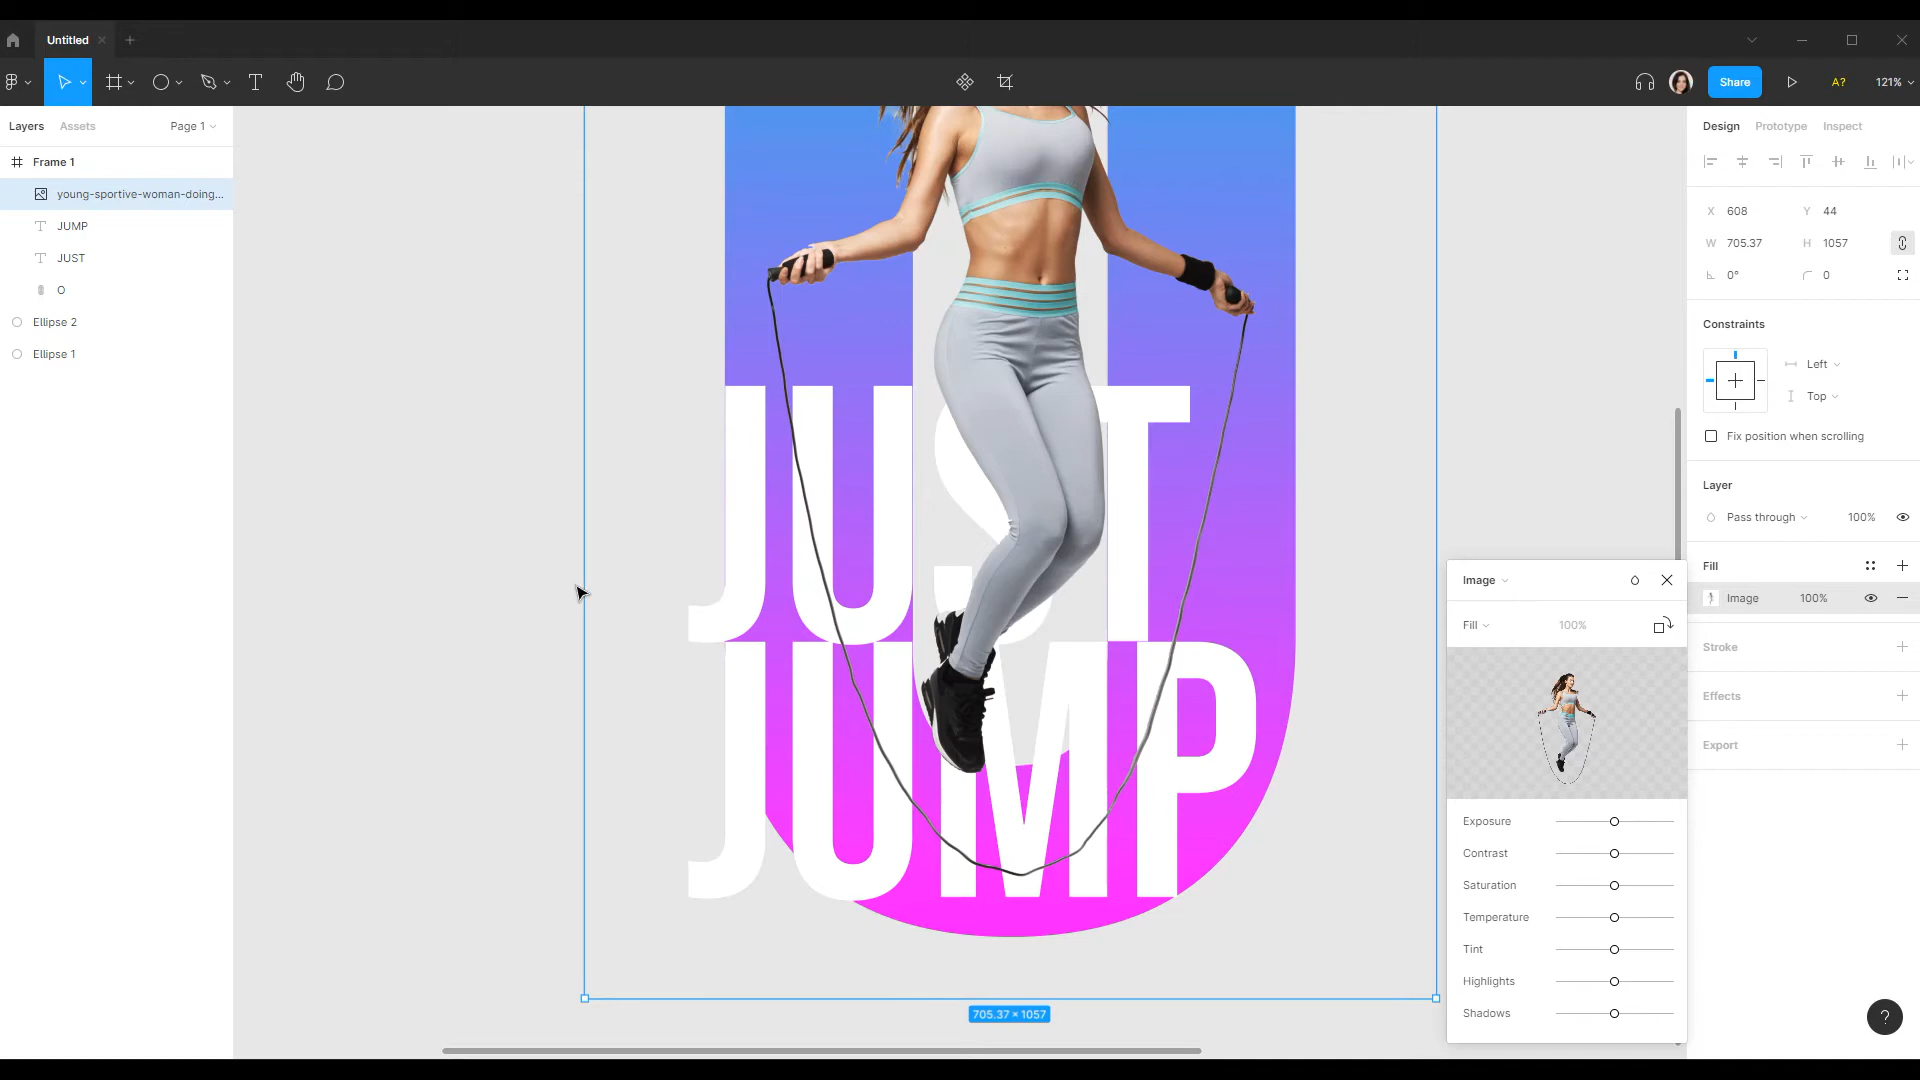 Untitled
Share
A?
121%
Layers
Assets
Page 1
Design
Prototype
Inspect
Frame 1
young-sportive-woman-doing...
JUMP
JUST
O
Ellipse 2
Ellipse 1
X 608
Y 44
W 705.37
H 1057
0°
0
Constraints
Left
Top
Fix position when scrolling
Layer
Pass through
100%
Fill
Image
100%
Stroke
Effects
Export
Image
Fill
100%
Exposure
Contrast
Saturation
Temperature
Tint
Highlights
Shadows
JUST
JUMP
705.37 × 1057
?